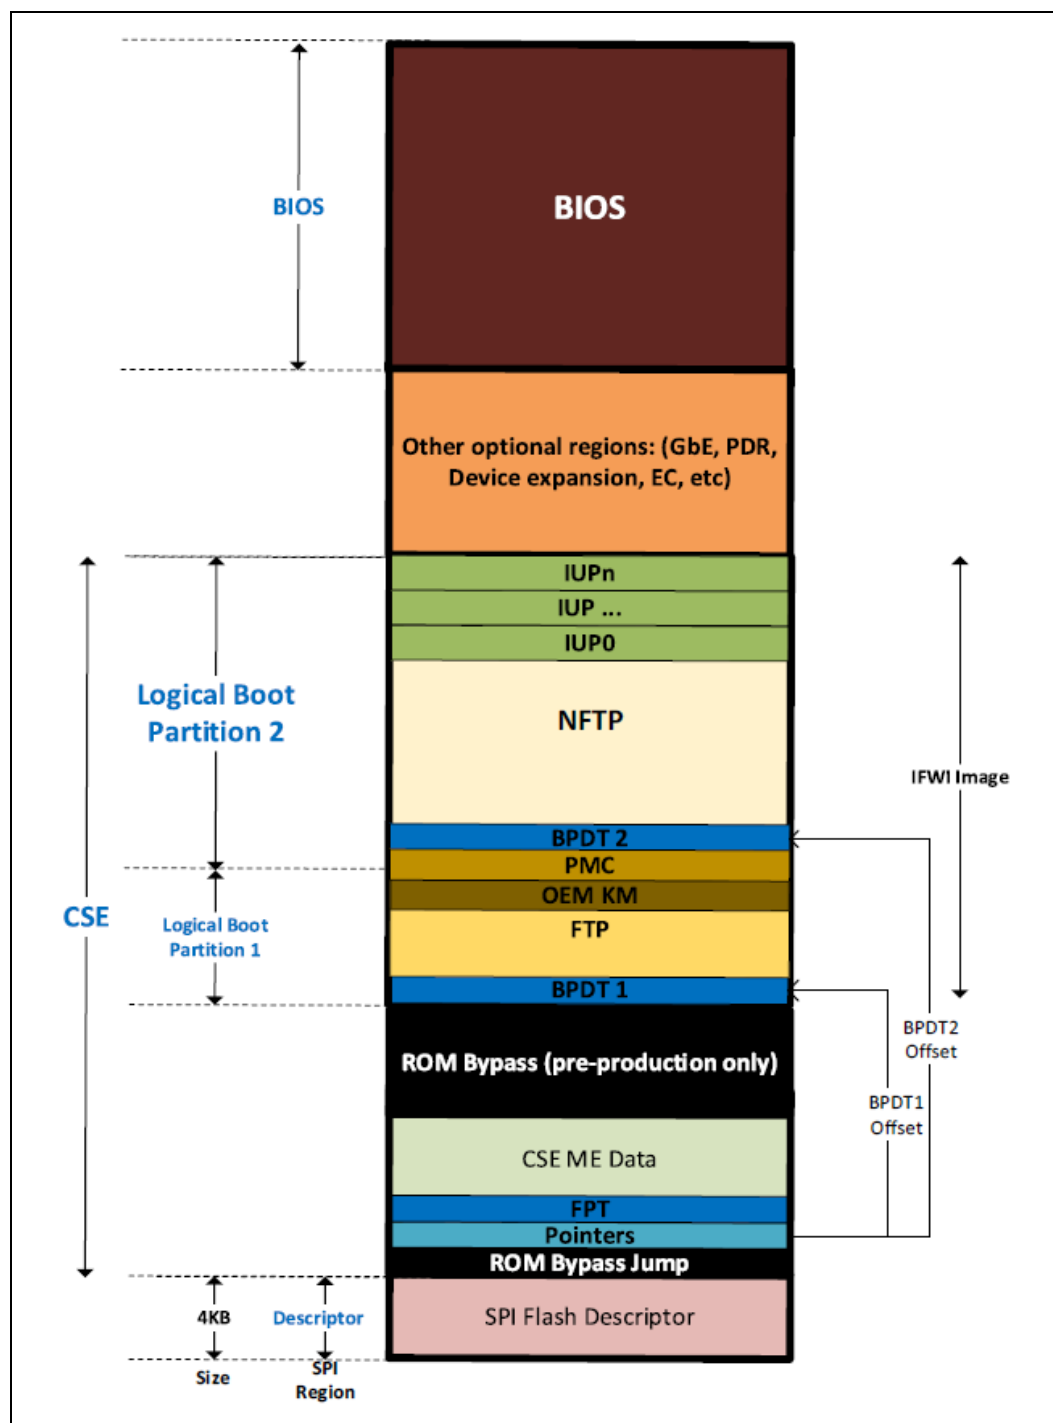 BIOS
BIOS
Other optional regions: (GbE, PDR,
Device expansion, EC, etc)
IUPn
IUP ...
IUP0
Logical Boot
Partition 2
NFTP
IFWI Image
BPDT 2
PMC
OEM KM
CSE
Logical Boot
Partition 1
FTP
BPDT 1
BPDT2
Offset
ROM Bypass (pre-production only)
BPDT1
Offset
CSE ME Data
FPT
Pointers
ROM Bypass Jump
4KB
Descriptor
SPI Flash Descriptor
Size
SPI
Region